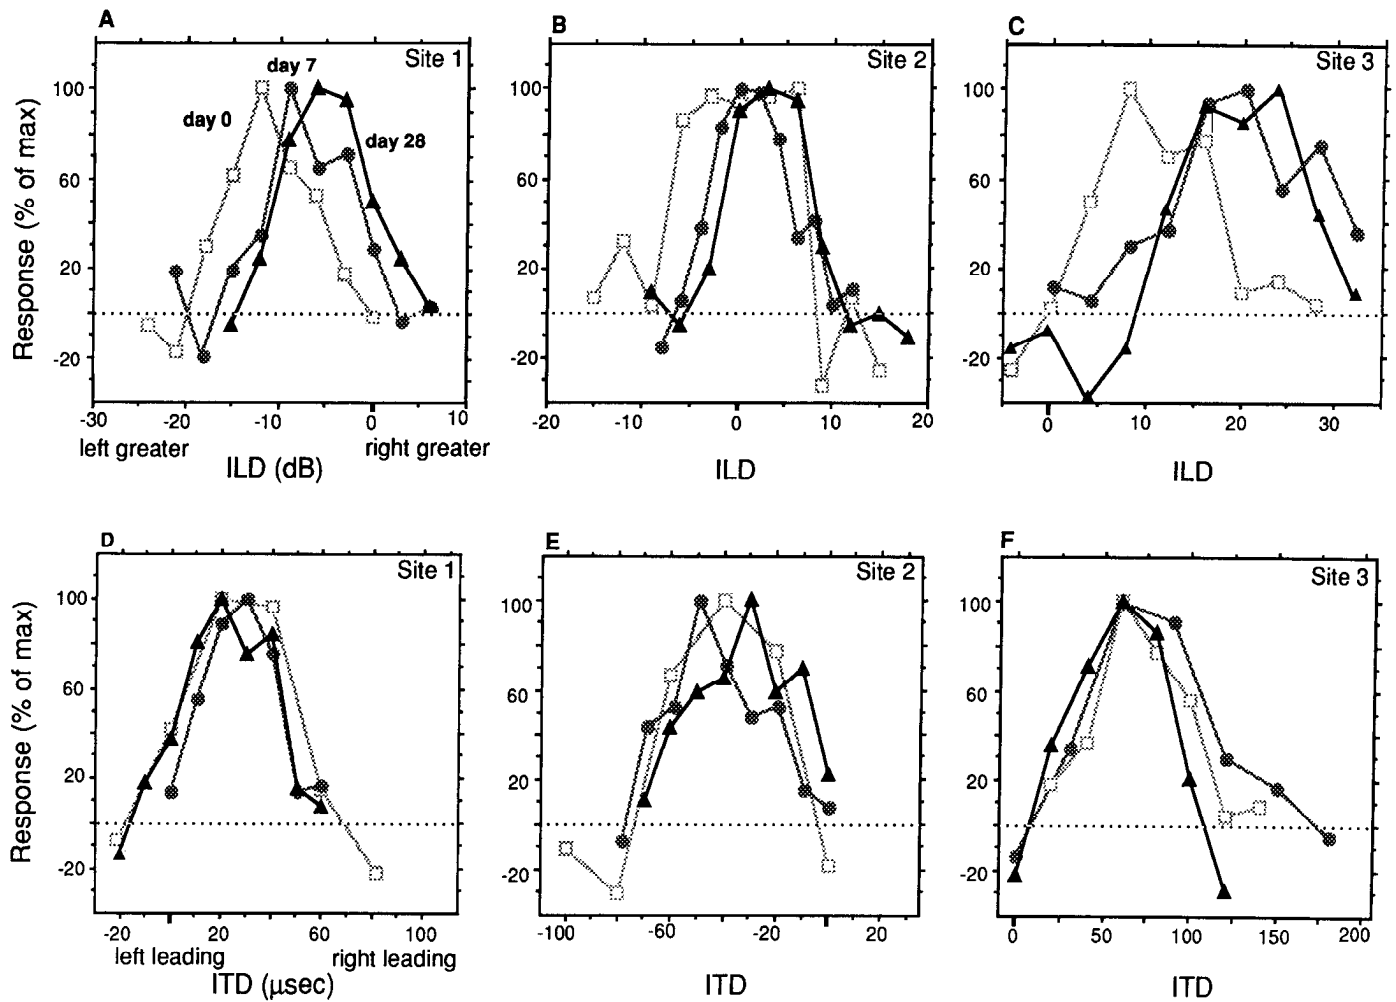 A
Site 1
day 7
day 0
day 28
Response (% of max)
100
60
20
-20
-30
-20
-10
0
10
left greater
right greater
ILD (dB)
B
Site 2
100
60
20
-20
-20
-10
0
10
20
ILD
C
Site 3
100
60
20
-20
0
10
20
30
ILD
D
Site 1
Response (% of max)
100
60
20
-20
-20
20
60
100
left leading
right leading
ITD (μsec)
E
Site 2
100
60
20
-20
-100
-60
-20
20
ITD
F
Site 3
100
60
20
-20
0
50
100
150
200
ITD